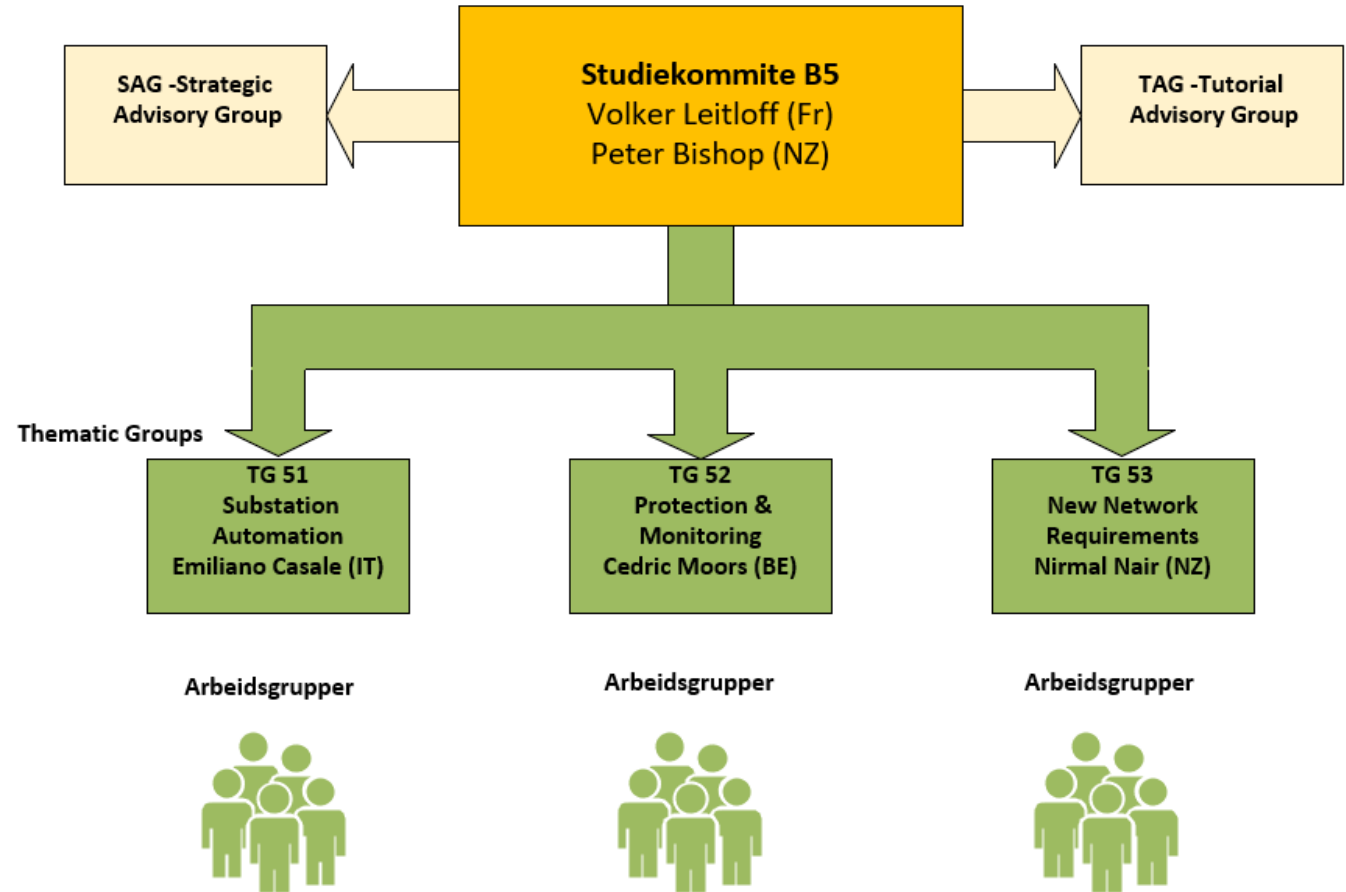 SAG -Strategic
Advisory Group
Studiekommite B5
Volker Leitloff (Fr)
Peter Bishop (NZ)
TAG -Tutorial
Advisory Group
Thematic Groups
TG 51
Substation
Automation
Emiliano Casale (IT)
TG 52
Protection &
Monitoring
Cedric Moors (BE)
TG 53
New Network
Requirements
Nirmal Nair (NZ)
Arbeidsgrupper
Arbeidsgrupper
Arbeidsgrupper